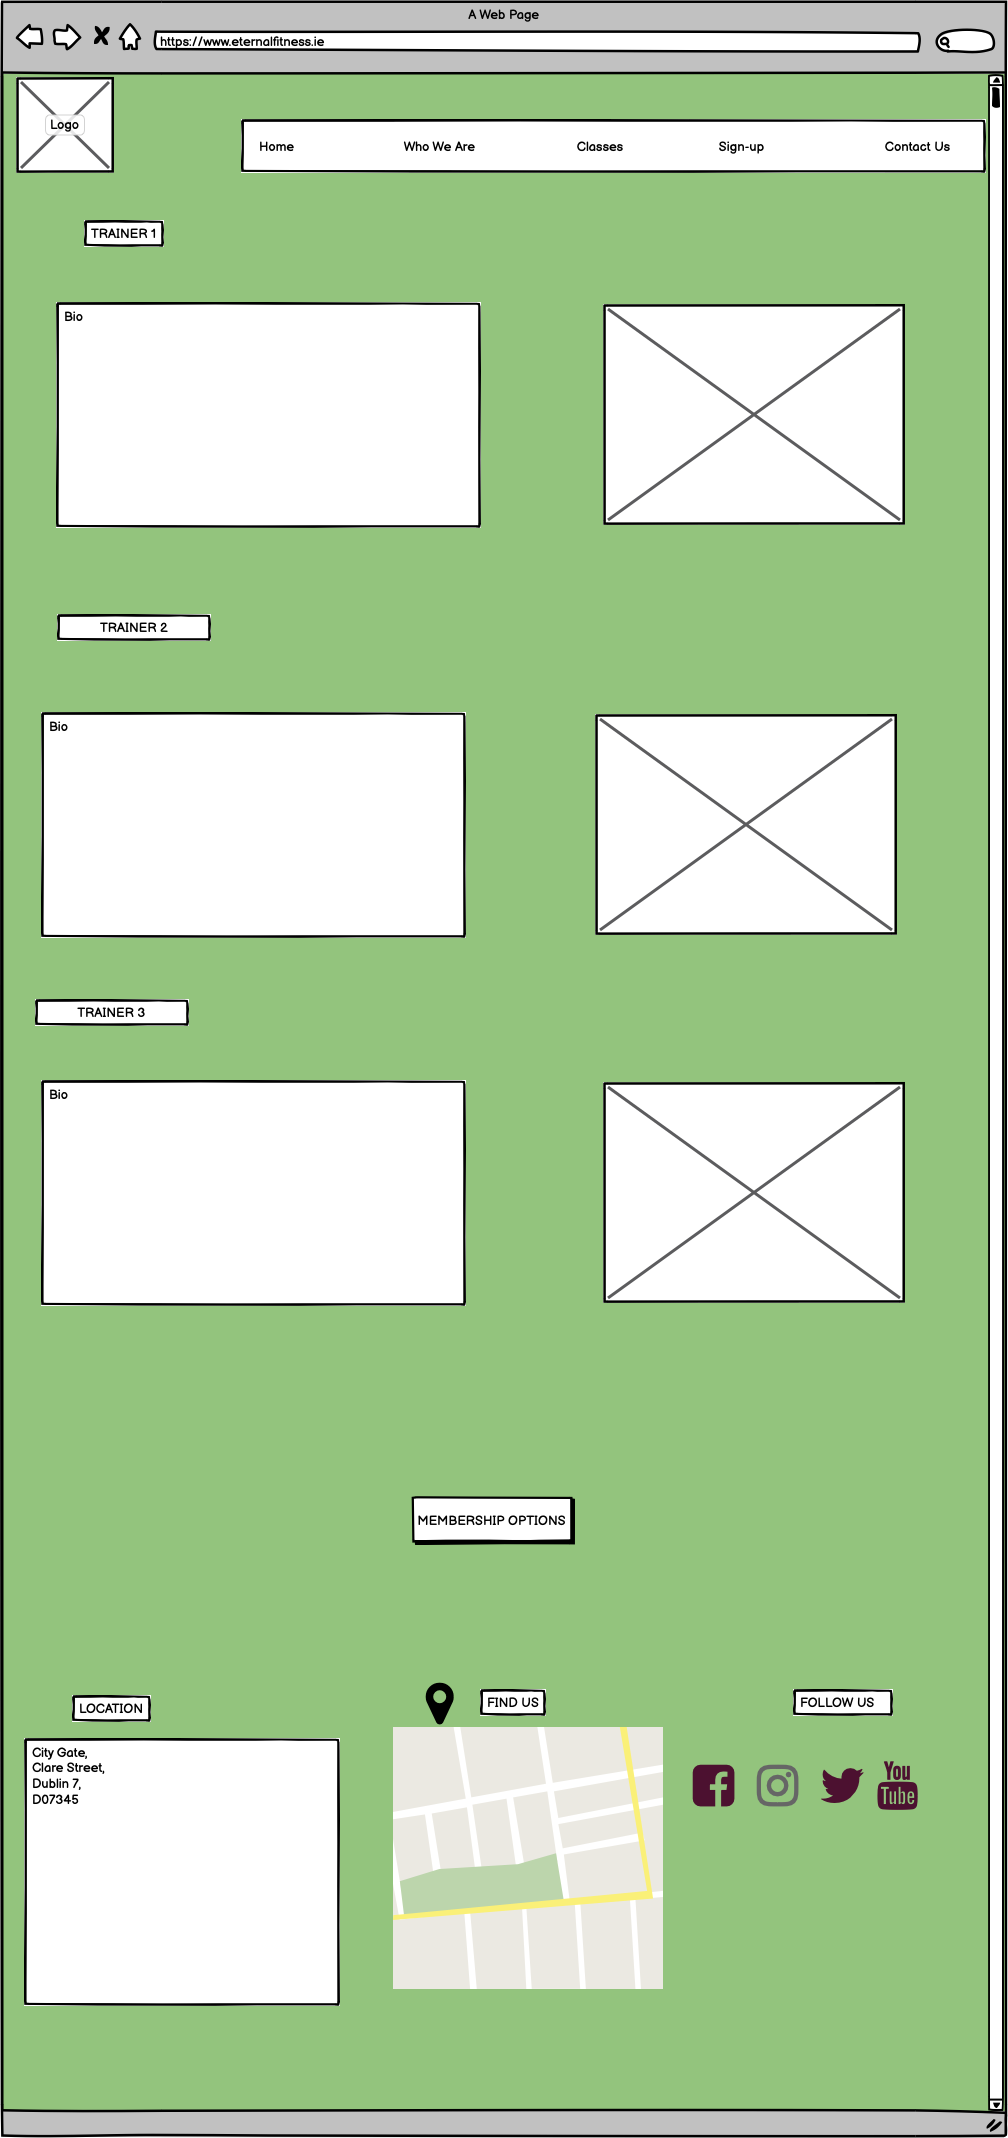 A Web Page
https://www.eternalfitness.ie
Logo
Home
Who We Are
Classes
Sign-up
Contact Us
TRAINER 1
Bio
TRAINER 2
Bio
TRAINER 3
Bio
MEMBERSHIP OPTIONS
LOCATION
FIND US
FOLLOW US
City Gate,
Clare Street,
Dublin 7,
D07345
You
Tube